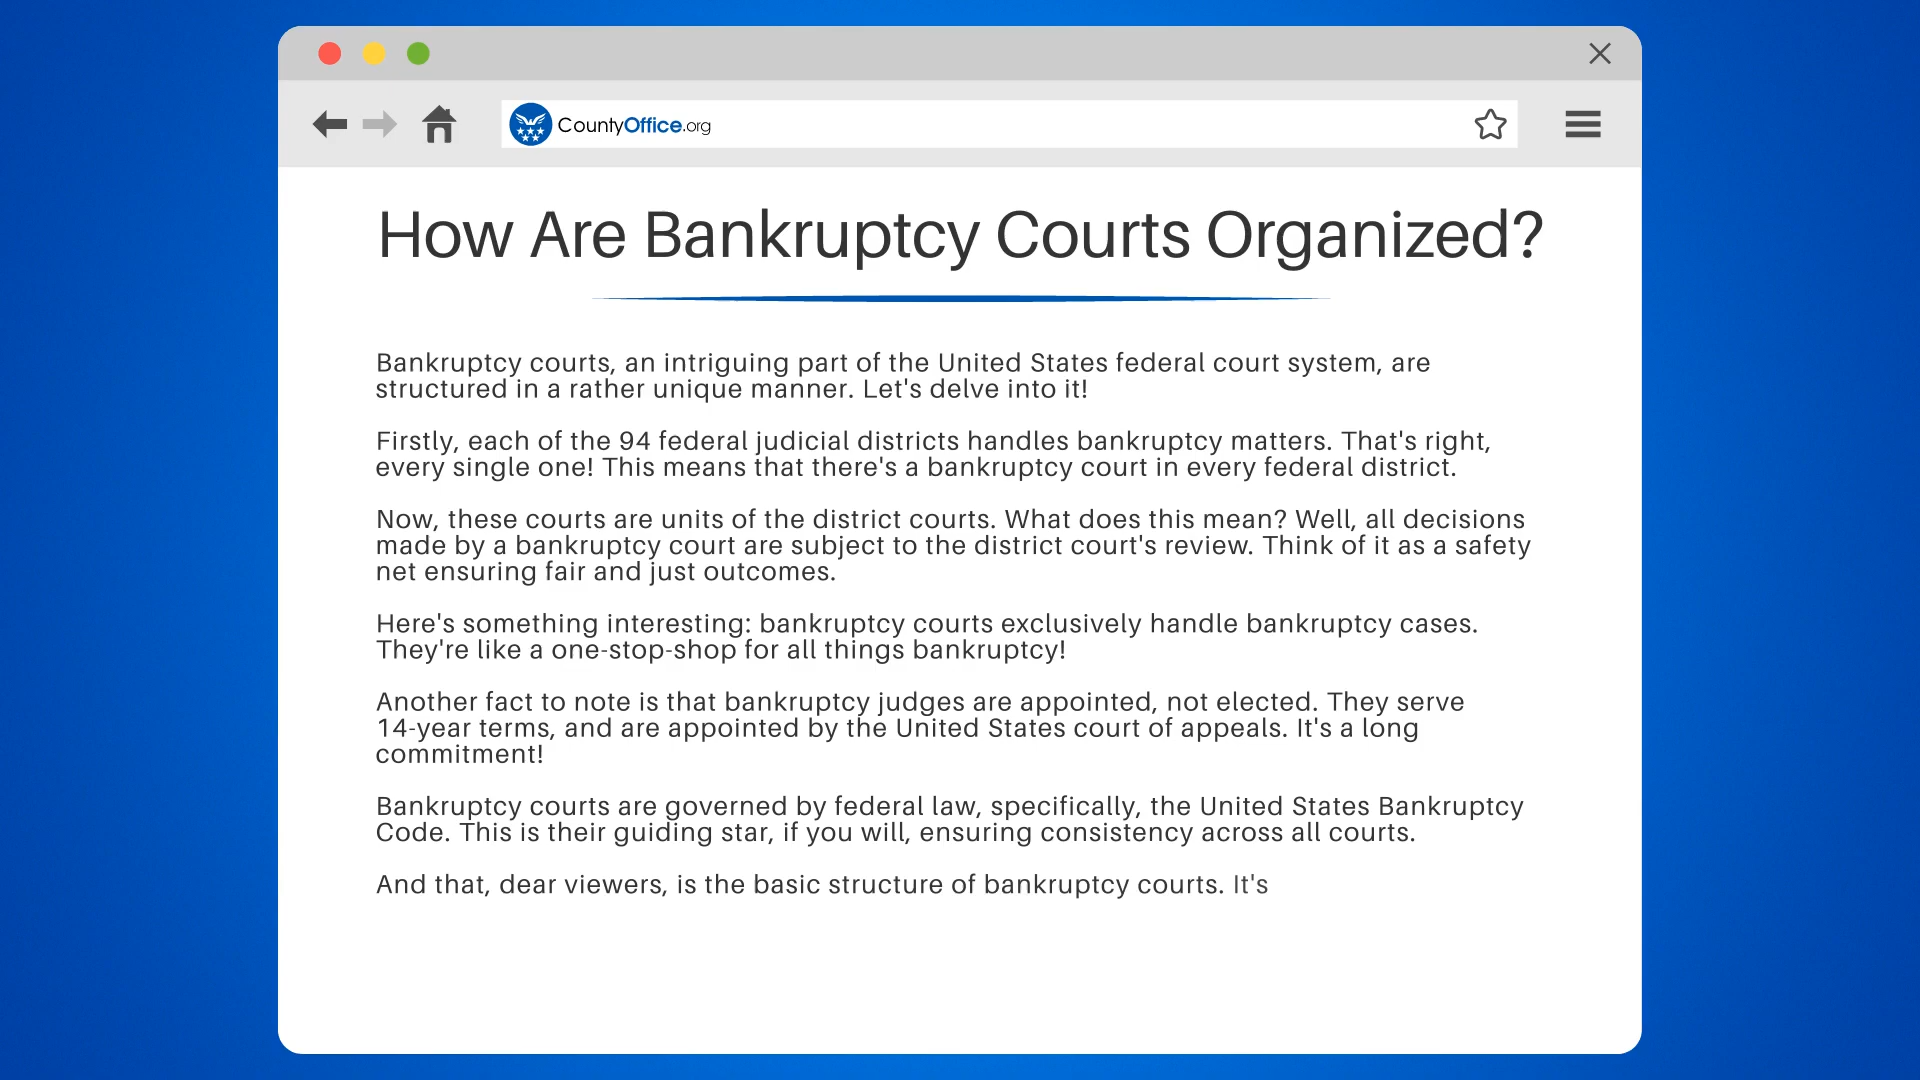 CountyOffice.org
How Are Bankruptcy Courts Organized?
Bankruptcy courts, an intriguing part of the United States federal court system, are
structured in a rather unique manner. Let's delve into it!
Firstly, each of the 94 federal judicial districts handles bankruptcy matters. That's right,
every single one! This means that there's a bankruptcy court in every federal district.
Now, these courts are units of the district courts. What does this mean? Well, all decisions
made by a bankruptcy court are subject to the district court's review. Think of it as a safety
net ensuring fair and just outcomes.
Here's something interesting: bankruptcy courts exclusively handle bankruptcy cases.
They're like a one-stop-shop for all things bankruptcy!
Another fact to note is that bankruptcy judges are appointed, not elected. They serve
14-year terms, and are appointed by the United States court of appeals. It's a long
commitment!
Bankruptcy courts are governed by federal law, specifically, the United States Bankruptcy
Code. This is their guiding star, if you will, ensuring consistency across all courts.
And that, dear viewers, is the basic structure of bankruptcy courts. It's